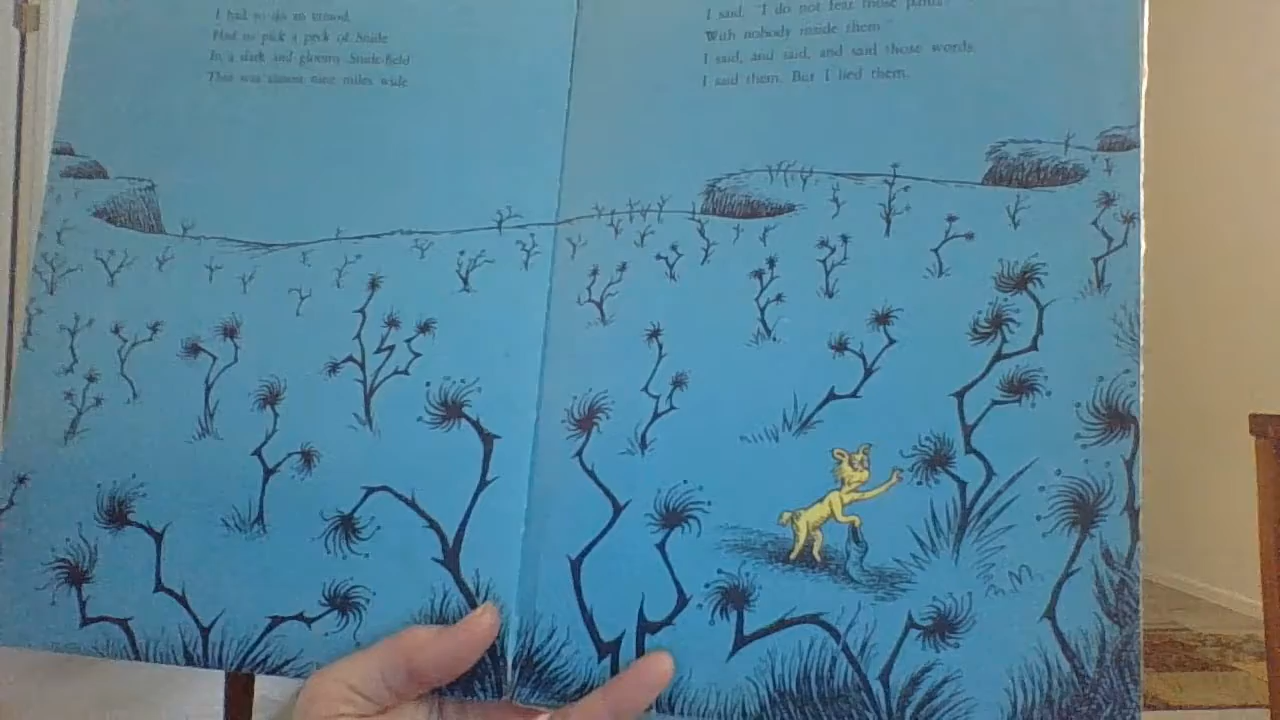 I had to do an errand,
Had to pick a peck of Snide
In a dark and gloomy Snide-field
That was almost nine miles wide.
I said, "I do not fear those pants
With nobody inside them."
I said, and said, and said those words.
I said them. But I lied them.